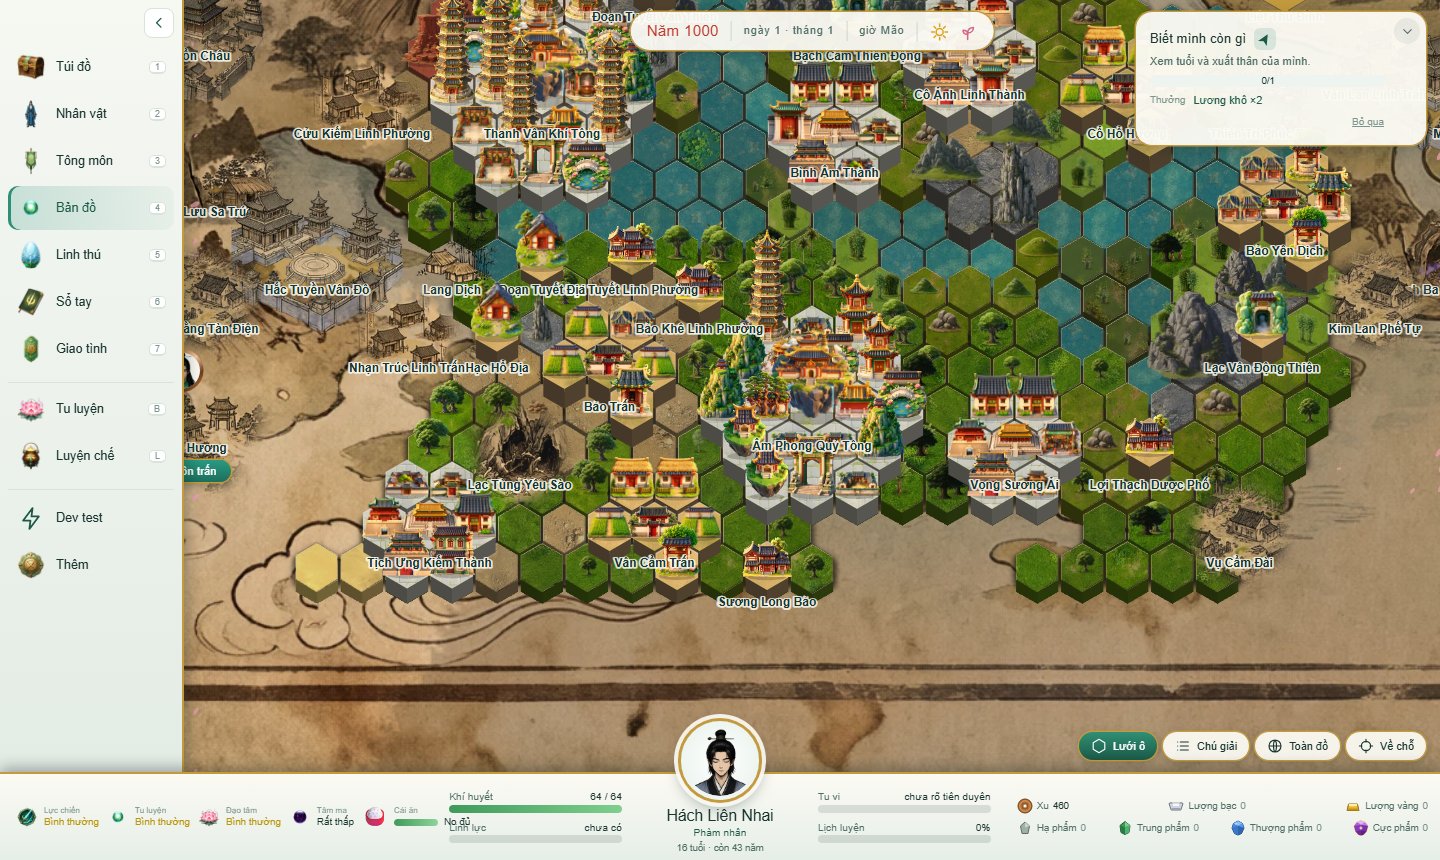 Túi đồ 1
Nhân vật 2
Tông môn 3
Bản đồ 4
Linh thú 5
Sổ tay 6
Giao tình 7
Tu luyện B
Luyện chế L
Dev test
Thêm
Năm 1000
ngày 1 · tháng 1
giờ Mão
Biết mình còn gì
Xem tuổi và xuất thân của mình.
0/1
Thưởng Lương khô ×2
Bỏ qua
Bạch Cẩm Thiên Động
Cô Ảnh Linh Thành
Cửu Kiếm Linh Phường
Thanh Vân Khí Tông
Bình Âm Thành
Lưu Sa Trú
Bảo Yên Dịch
Hắc Tuyền Vân Đô
Lang Dịch
Đoạn Tuyết Địa
Tuyết Linh Phường
Bảo Khê Linh Phường
Kim Lan Phế Tự
Nhạn Trúc Linh Trấn
Hạc Hồ Địa
Lạc Vân Động Thiên
Bảo Trấn
Âm Phong Quỷ Tông
Lạc Tùng Yêu Sào
Vọng Sương Ải
Lợi Thạch Dược Phố
Tịch Ưng Kiếm Thành
Vân Cẩm Trấn
Vụ Cẩm Đài
Sương Long Bảo
Lưới ô
Chú giải
Toàn đồ
Về chỗ
Lực chiến
Bình thường
Tu luyện
Bình thường
Đạo tâm
Bình thường
Tâm ma
Rất thấp
Cái ăn
No đủ
Khí huyết 64 / 64
Linh lực chưa có
Hách Liên Nhai
Phàm nhân
16 tuổi · còn 43 năm
Tu vi chưa rõ tiên duyên
Lịch luyện 0%
Xu 460
Lượng bạc 0
Lượng vàng 0
Hạ phẩm 0
Trung phẩm 0
Thượng phẩm 0
Cực phẩm 0